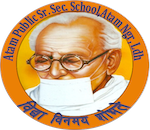 Atam Public Sr. Sec. School, Atam Ngr, Ldh
विद्या विनयेन शोभते